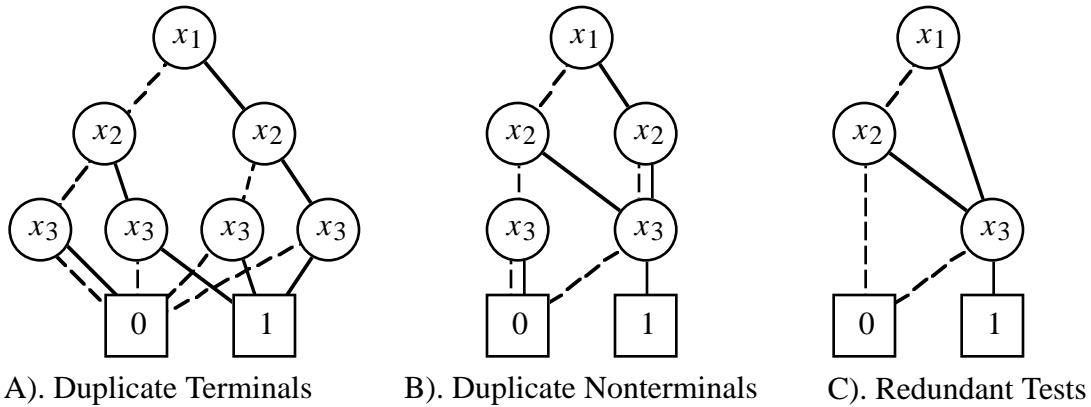 x1 x1 x1
x2 x2 x2 x2 x2
x3 x3 x3 x3 x3 x3 x3
0 1 0 1 0 1
A). Duplicate Terminals B). Duplicate Nonterminals C). Redundant Tests